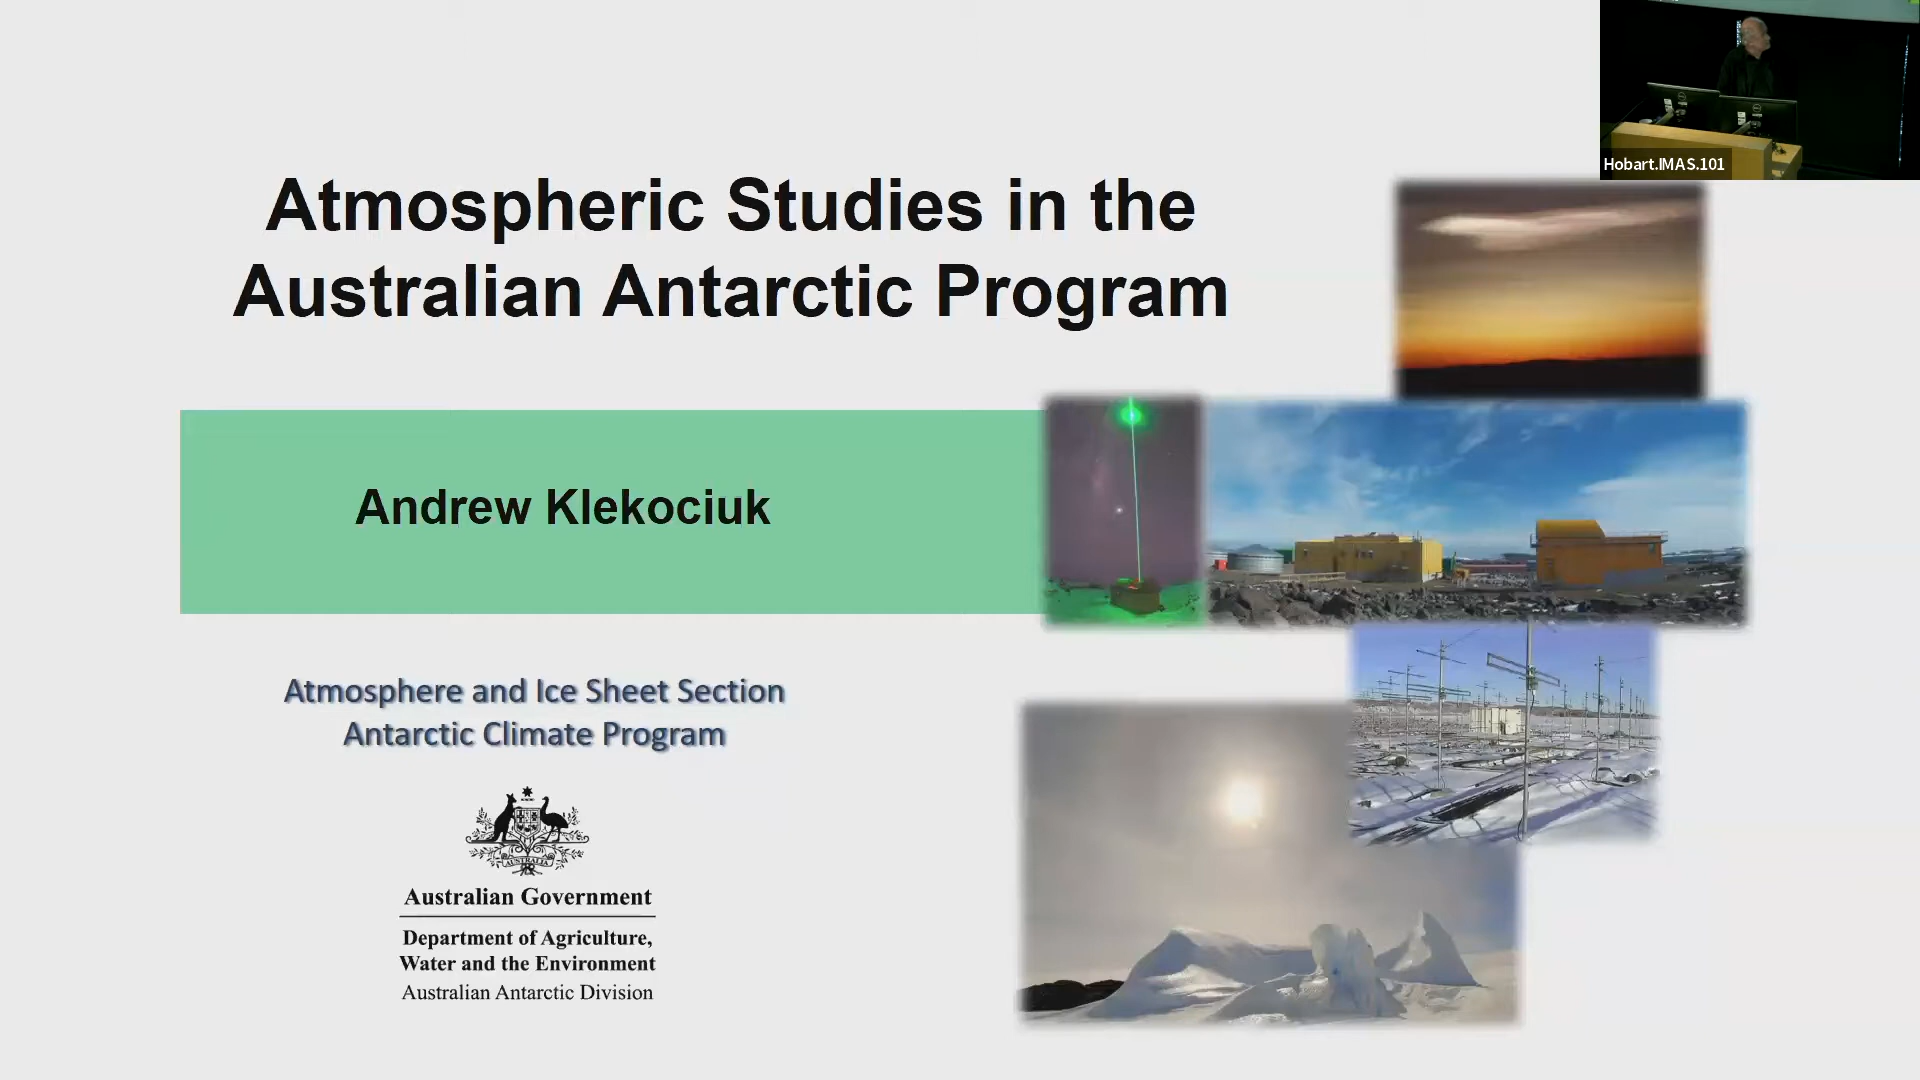 Atmospheric Studies in the
Australian Antarctic Program
Andrew Klekociuk
Atmosphere and Ice Sheet Section
Antarctic Climate Program
AUSTRALIA
Australian Government
Department of Agriculture,
Water and the Environment
Australian Antarctic Division
Hobart.IMAS.101